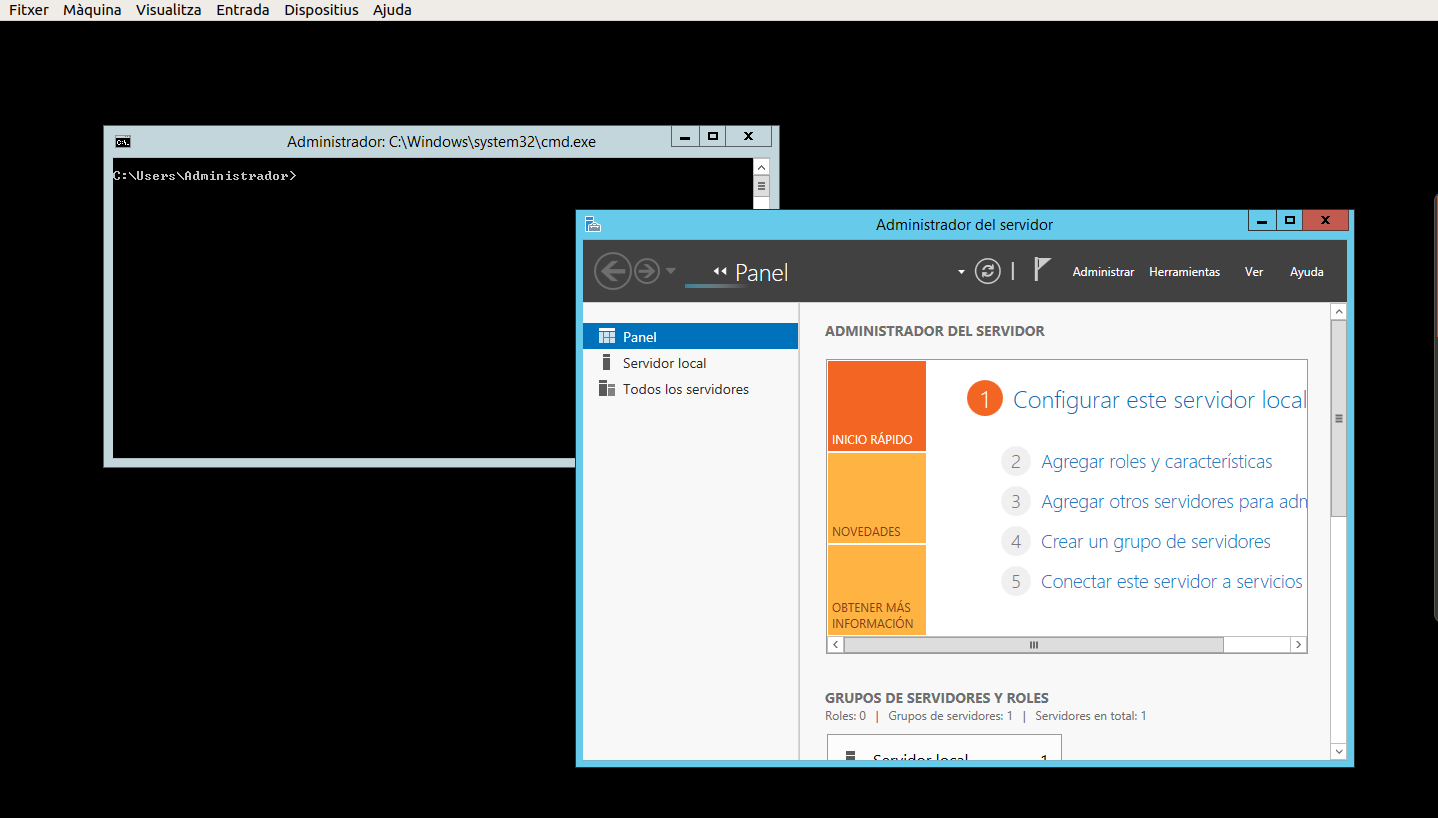 Fitxer Màquina Visualitza Entrada Dispositius Ajuda
Administrador: C:\Windows\system32\cmd.exe
C:\Users\Administrador>
Administrador del servidor
Panel
Administrar Herramientas Ver Ayuda
Panel
Servidor local
Todos los servidores
ADMINISTRADOR DEL SERVIDOR
INICIO RÁPIDO
NOVEDADES
OBTENER MÁS
INFORMACIÓN
1 Configurar este servidor local
2 Agregar roles y características
3 Agregar otros servidores para adm
4 Crear un grupo de servidores
5 Conectar este servidor a servicios
GRUPOS DE SERVIDORES Y ROLES
Roles: 0 | Grupos de servidores: 1 | Servidores en total: 1
Servidor local 1